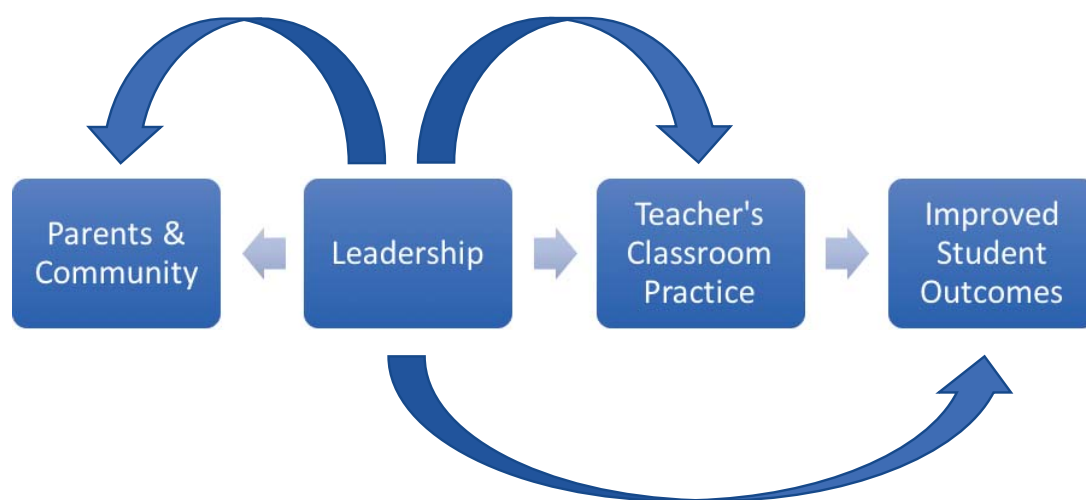 Parents &
Community
Leadership
Teacher's
Classroom
Practice
Improved
Student
Outcomes